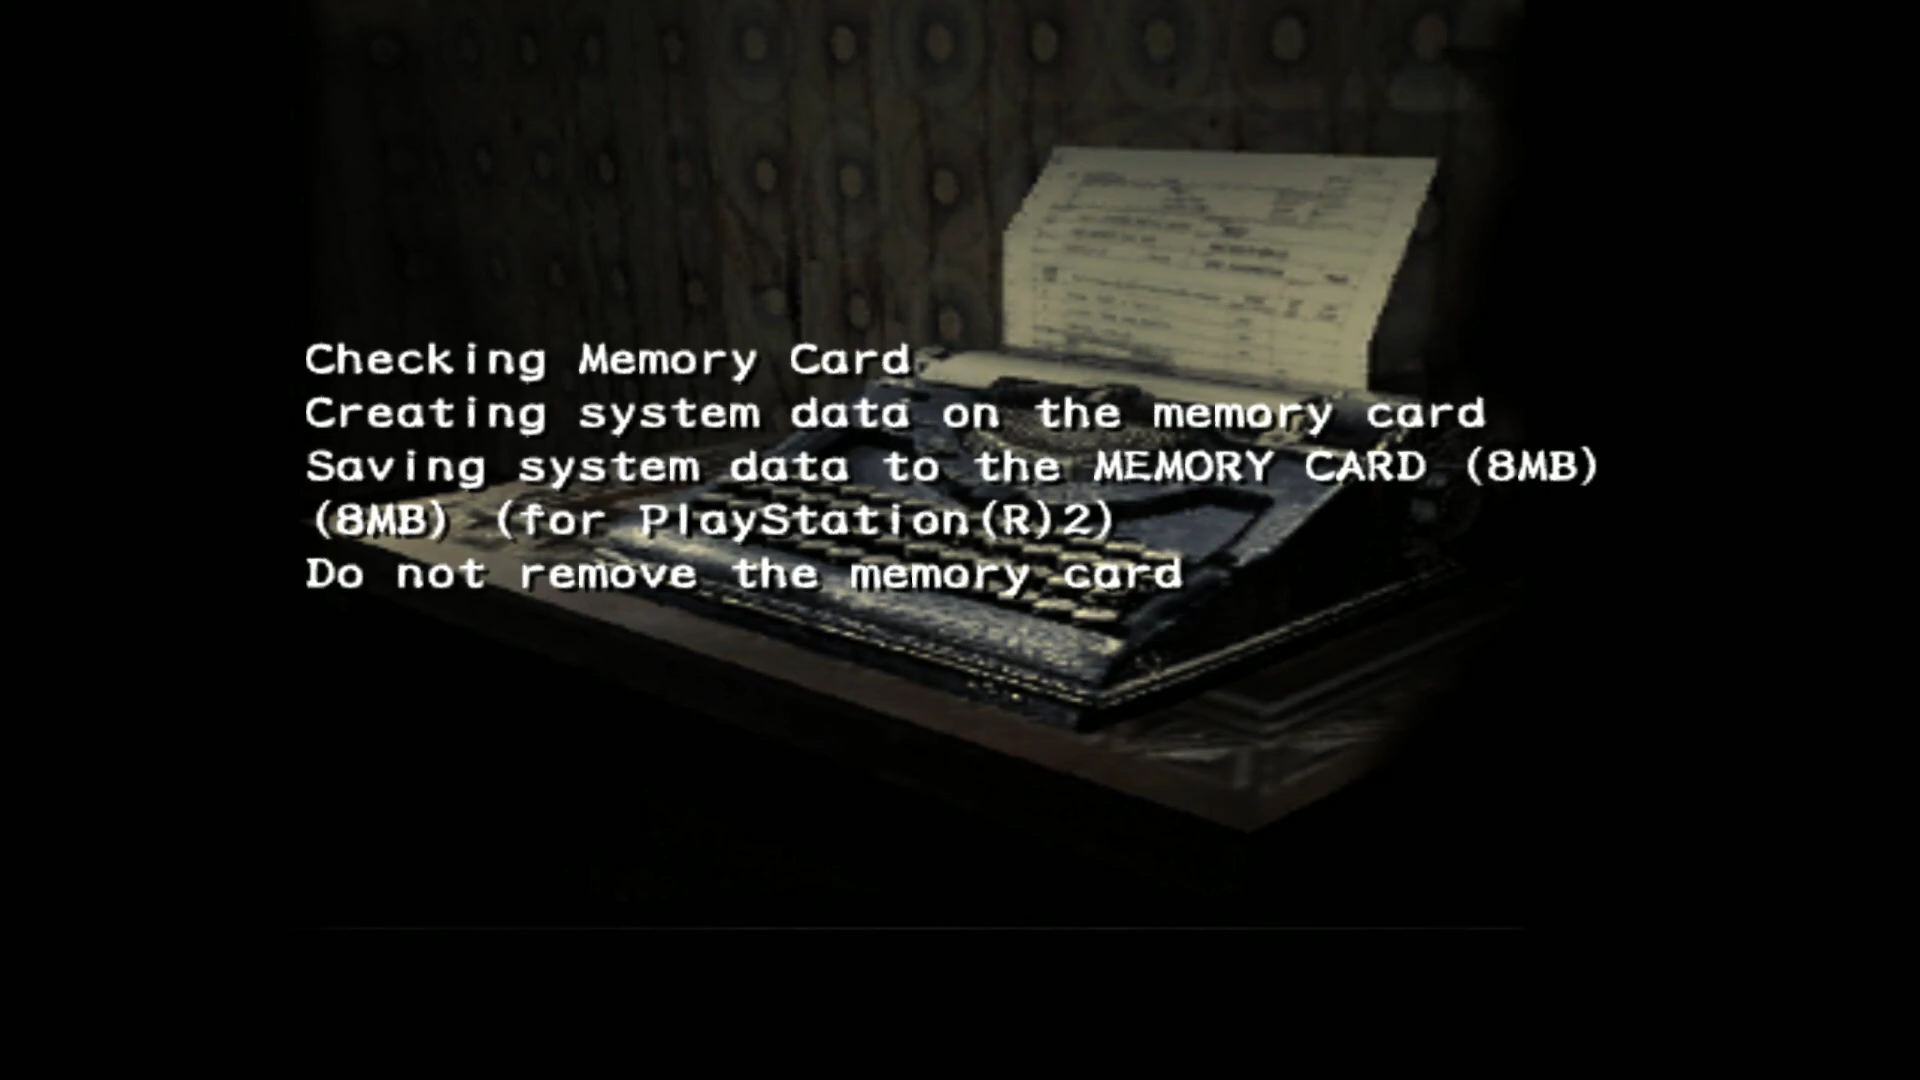 Checking Memory Card
Creating system data on the memory card
Saving system data to the MEMORY CARD (8MB)
(8MB) (for PlayStation(R)2)
Do not remove the memory card